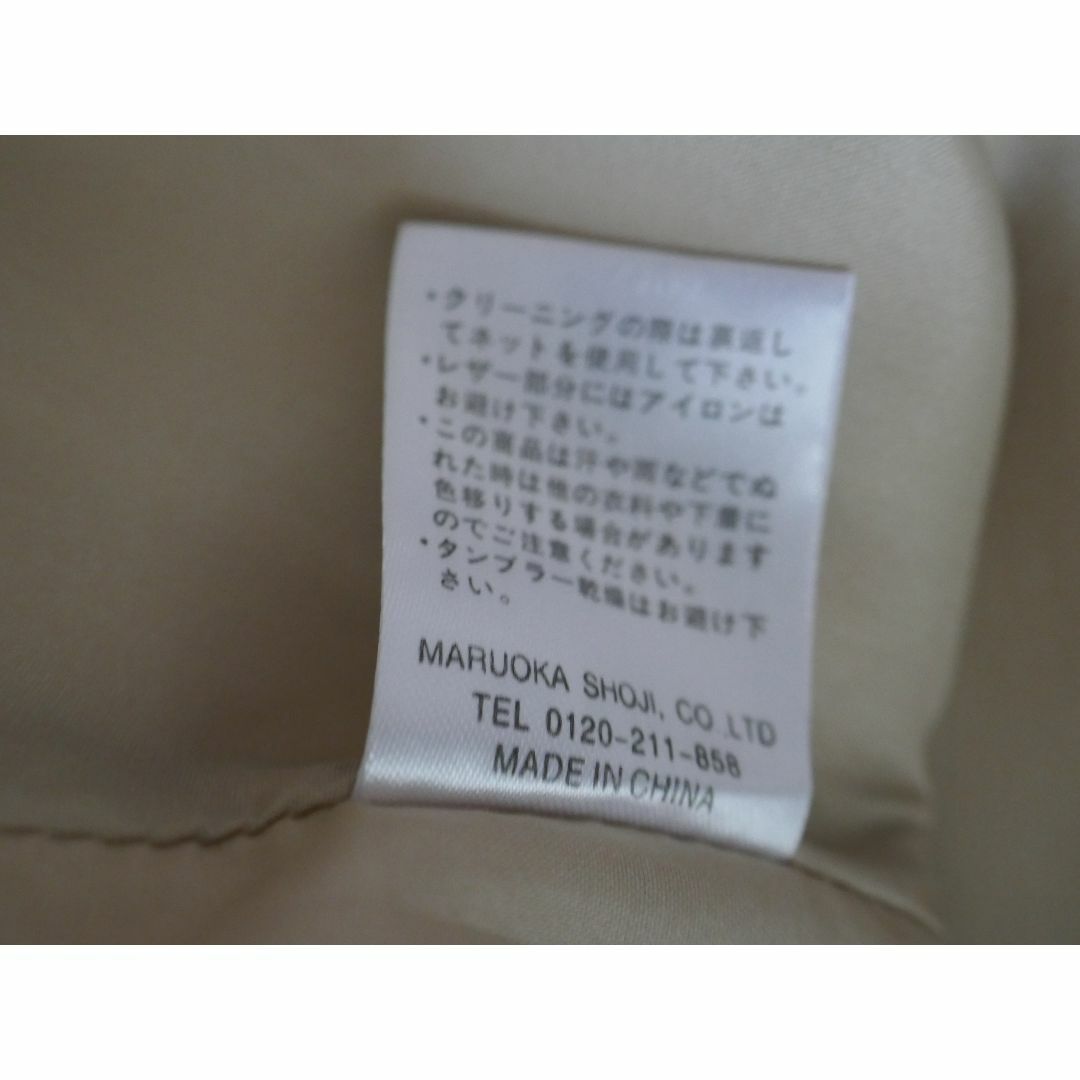 ・クリーニングの際は裏返し
てネットを使用して下さい。
・レザー部分にはアイロンは
お避け下さい。
・この商品は汗や雨などでぬ
れた時は他の衣料や下着に
色移りする場合があります
のでご注意ください。
・タンブラー乾燥はお避け下
さい。
MARUOKA SHOJI, CO.,LTD
TEL 0120-211-858
MADE IN CHINA